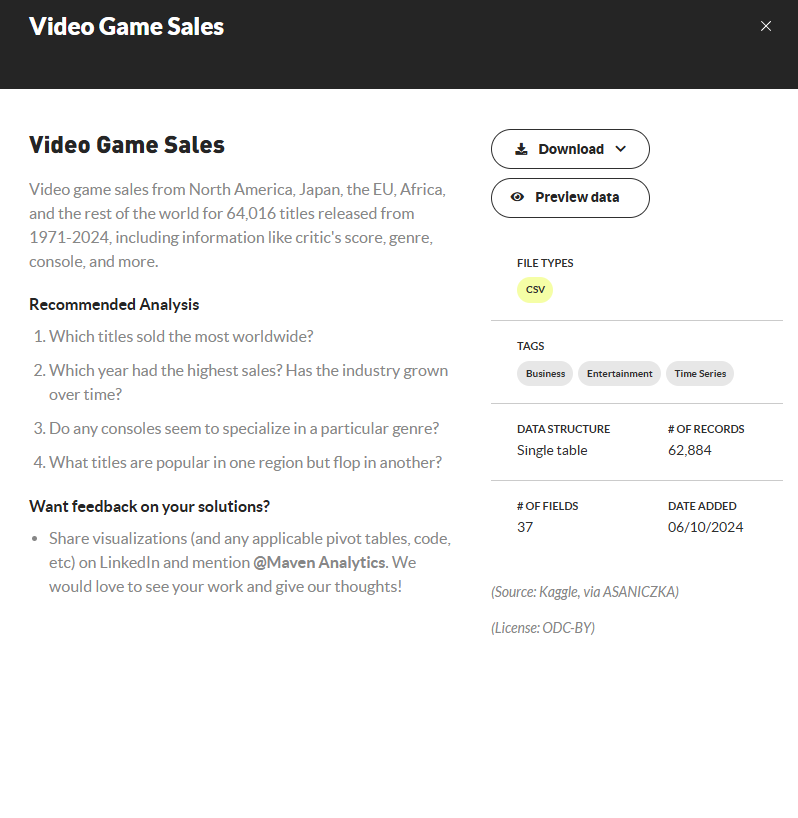 Video Game Sales
Video Game Sales
Video game sales from North America, Japan, the EU, Africa,
and the rest of the world for 64,016 titles released from
1971-2024, including information like critic's score, genre,
console, and more.
Recommended Analysis
1. Which titles sold the most worldwide?
2. Which year had the highest sales? Has the industry grown
over time?
3. Do any consoles seem to specialize in a particular genre?
4. What titles are popular in one region but flop in another?
Want feedback on your solutions?
• Share visualizations (and any applicable pivot tables, code,
etc) on LinkedIn and mention @Maven Analytics. We
would love to see your work and give our thoughts!
Download
Preview data
FILE TYPES
CSV
TAGS
Business Entertainment Time Series
DATA STRUCTURE # OF RECORDS
Single table 62,884
# OF FIELDS DATE ADDED
37 06/10/2024
(Source: Kaggle, via ASANICZKA)
(License: ODC-BY)